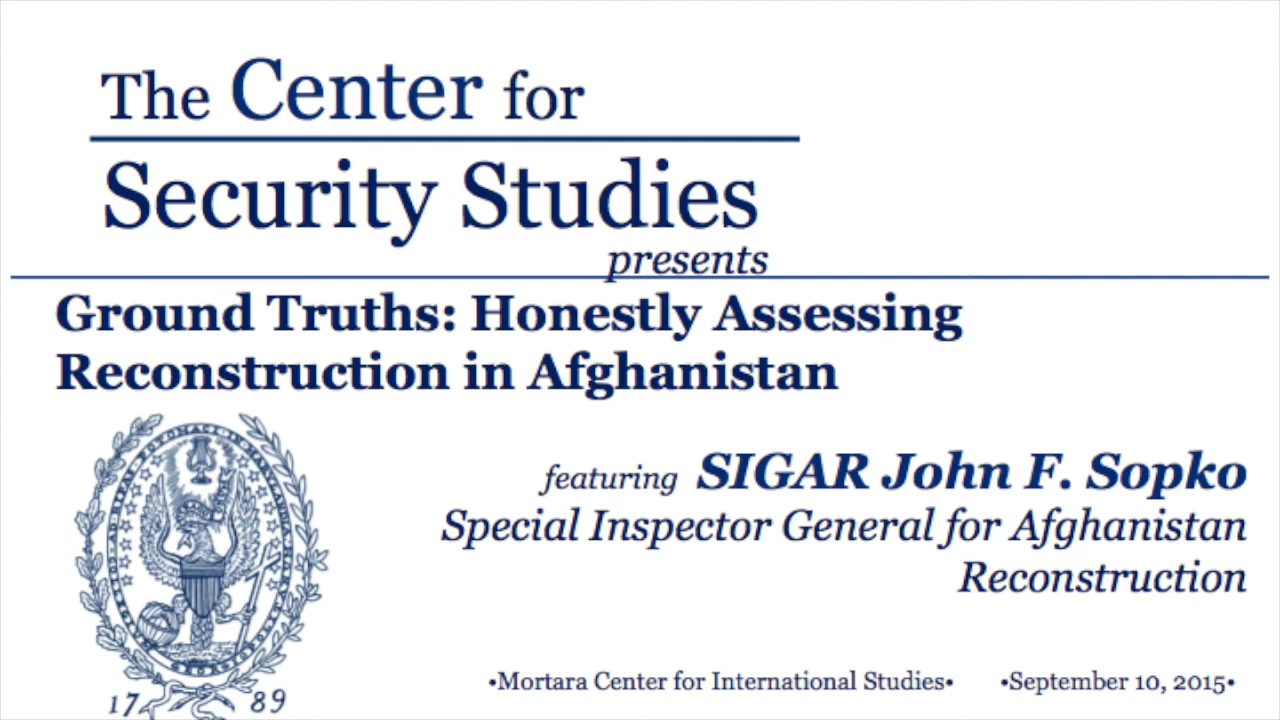 The Center for
Security Studies
presents
Ground Truths: Honestly Assessing
Reconstruction in Afghanistan
featuring SIGAR John F. Sopko
Special Inspector General for Afghanistan
Reconstruction
17 89
•Mortara Center for International Studies• •September 10, 2015•